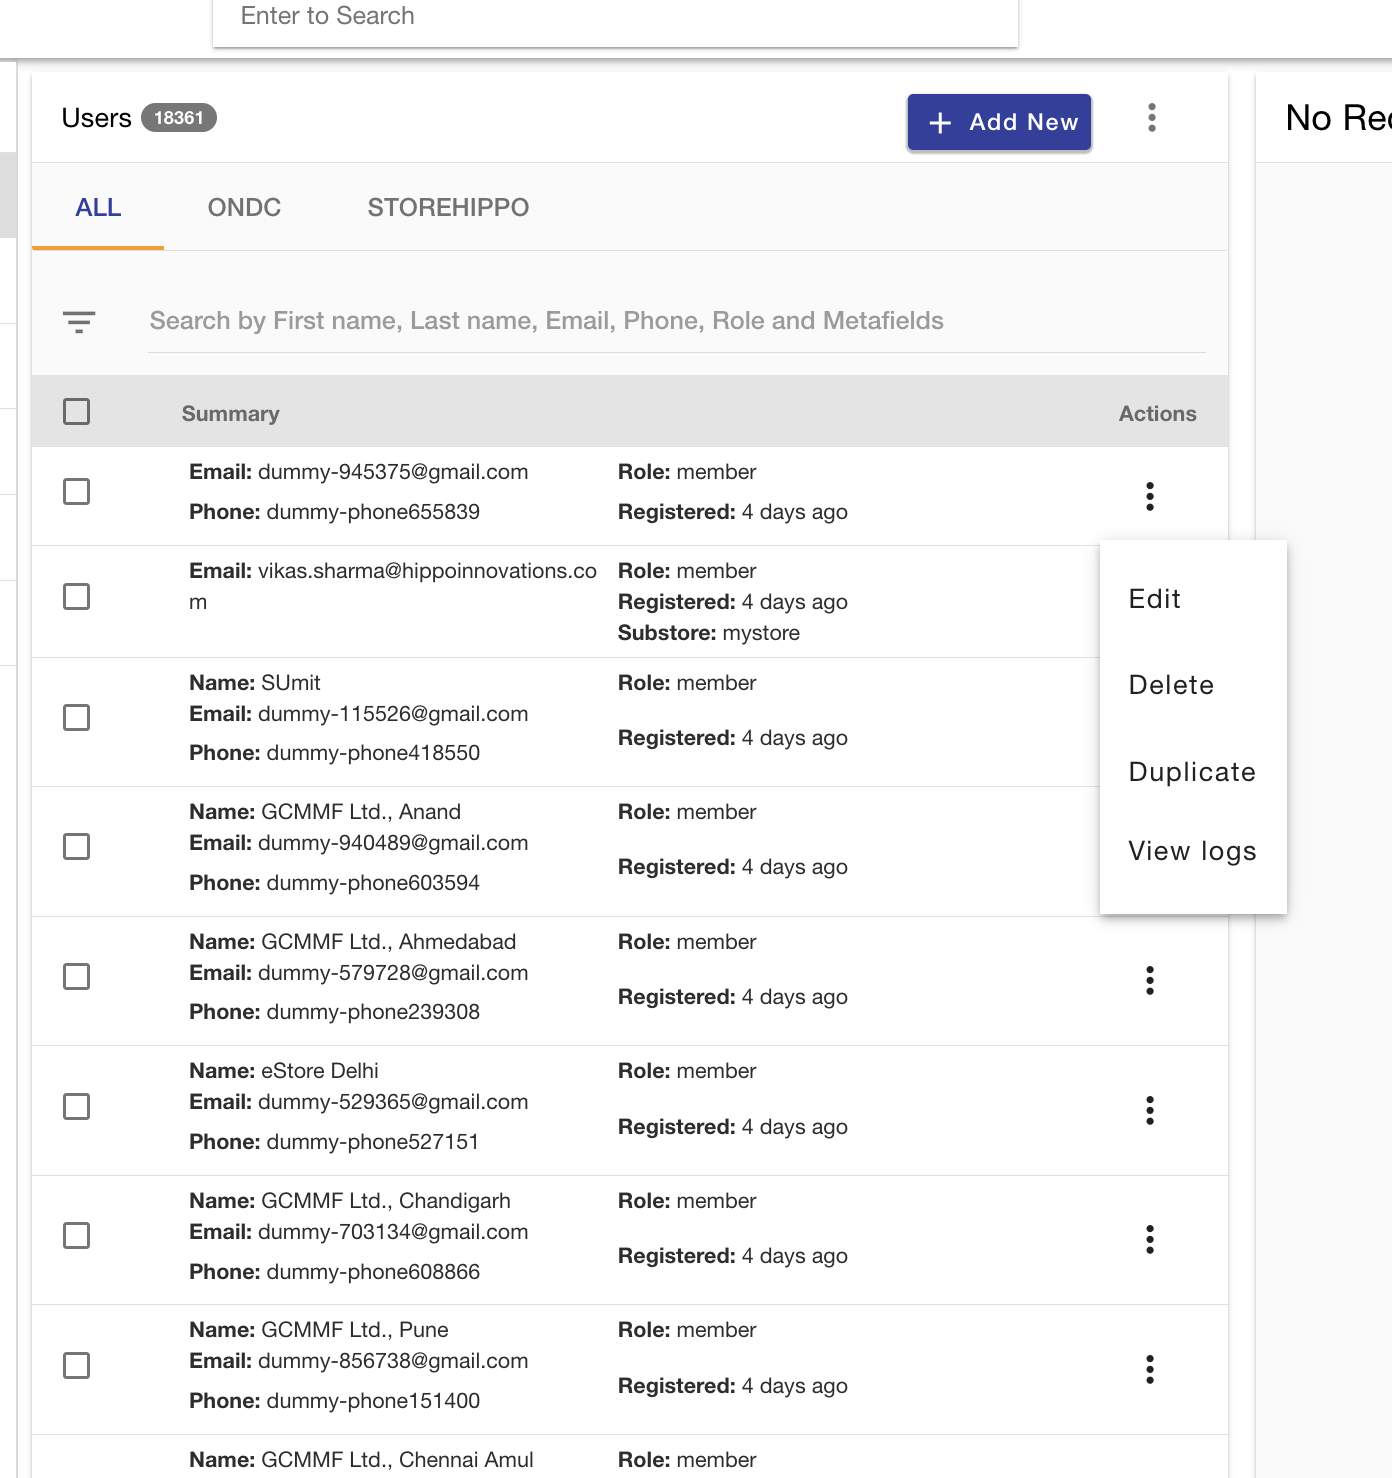 Enter to Search
Users 18361
+ Add New
No Rec
ALL ONDC STOREHIPPO
Search by First name, Last name, Email, Phone, Role and Metafields
Summary Actions
Email: dummy-945375@gmail.com Role: member
Phone: dummy-phone655839 Registered: 4 days ago
Email: vikas.sharma@hippoinnovations.co Role: member
m Registered: 4 days ago
Substore: mystore
Name: SUmit Role: member
Email: dummy-115526@gmail.com
Registered: 4 days ago
Phone: dummy-phone418550
Name: GCMMF Ltd., Anand Role: member
Email: dummy-940489@gmail.com
Registered: 4 days ago
Phone: dummy-phone603594
Name: GCMMF Ltd., Ahmedabad Role: member
Email: dummy-579728@gmail.com
Registered: 4 days ago
Phone: dummy-phone239308
Name: eStore Delhi Role: member
Email: dummy-529365@gmail.com
Registered: 4 days ago
Phone: dummy-phone527151
Name: GCMMF Ltd., Chandigarh Role: member
Email: dummy-703134@gmail.com
Registered: 4 days ago
Phone: dummy-phone608866
Name: GCMMF Ltd., Pune Role: member
Email: dummy-856738@gmail.com
Registered: 4 days ago
Phone: dummy-phone151400
Name: GCMMF Ltd., Chennai Amul Role: member
Edit
Delete
Duplicate
View logs